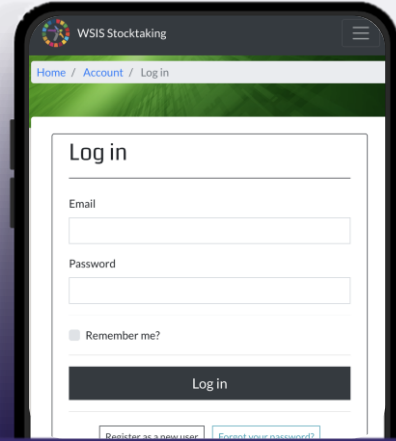 WSIS Stocktaking
Home / Account / Log in
Log in
Email
Password
Remember me?
Log in
Register as a new user Forgot your password?